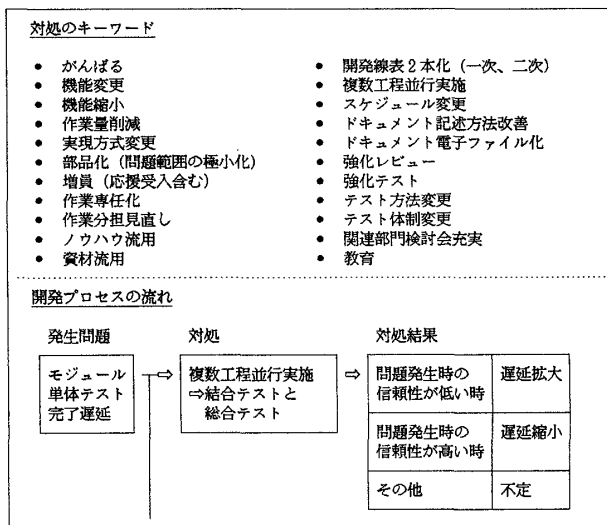 対処のキーワード
● がんばる
● 機能変更
● 機能縮小
● 作業量削減
● 実現方式変更
● 部品化（問題範囲の極小化）
● 増員（応援受入含む）
● 作業専任化
● 作業分担見直し
● ノウハウ流用
● 資材流用
● 開発線表２本化（一次、二次）
● 複数工程並行実施
● スケジュール変更
● ドキュメント記述方法改善
● ドキュメント電子ファイル化
● 強化レビュー
● 強化テスト
● テスト方法変更
● テスト体制変更
● 関連部門検討会充実
● 教育
開発プロセスの流れ
発生問題
モジュール
単体テスト
完了遅延
⇨
対処
複数工程並行実施
⇨結合テストと
総合テスト
⇨
対処結果
問題発生時の
信頼性が低い時
遅延拡大
問題発生時の
信頼性が高い時
遅延縮小
その他
不定